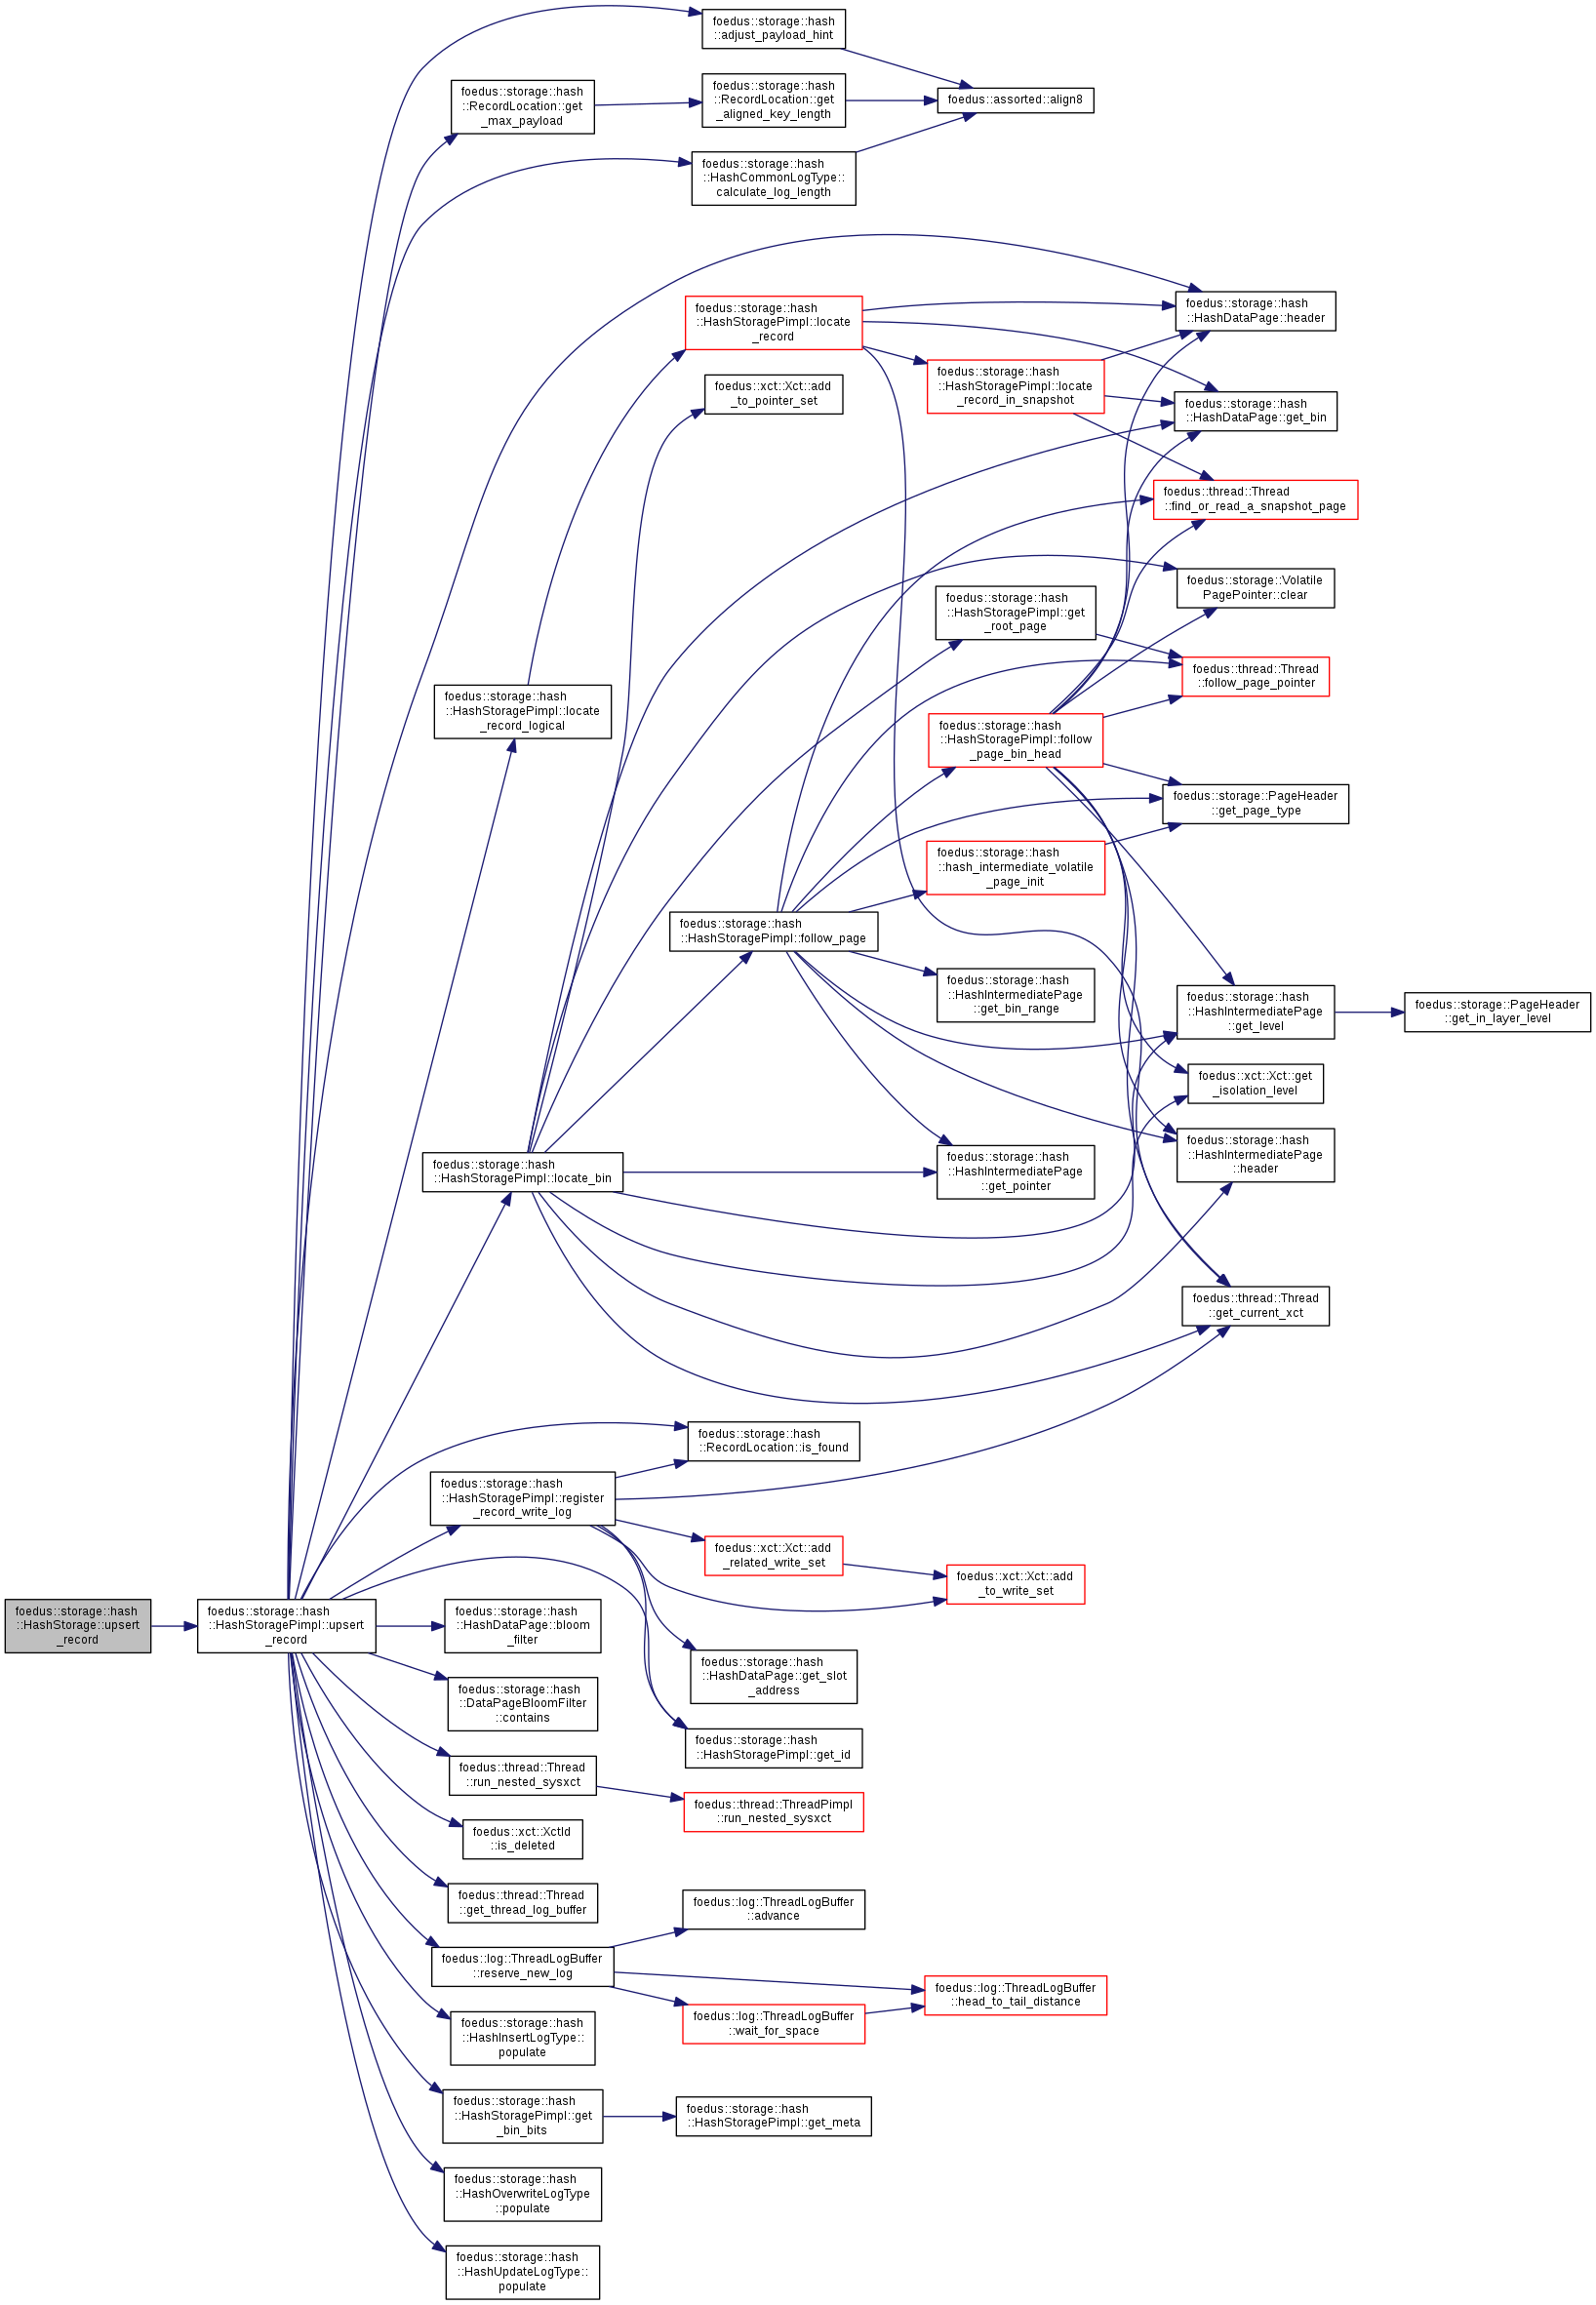 foedus::storage::hash
::adjust_payload_hint
foedus::storage::hash
::RecordLocation::get
_max_payload
foedus::storage::hash
::RecordLocation::get
_aligned_key_length
foedus::assorted::align8
foedus::storage::hash
::HashCommonLogType::
calculate_log_length
foedus::storage::hash
::HashDataPage::header
foedus::storage::hash
::HashStoragePimpl::locate
_record
foedus::storage::hash
::HashStoragePimpl::locate
_record_in_snapshot
foedus::xct::Xct::add
_to_pointer_set
foedus::storage::hash
::HashDataPage::get_bin
foedus::thread::Thread
::find_or_read_a_snapshot_page
foedus::storage::Volatile
PagePointer::clear
foedus::storage::hash
::HashStoragePimpl::get
_root_page
foedus::thread::Thread
::follow_page_pointer
foedus::storage::hash
::HashStoragePimpl::locate
_record_logical
foedus::storage::hash
::HashStoragePimpl::follow
_page_bin_head
foedus::storage::PageHeader
::get_page_type
foedus::storage::hash
::hash_intermediate_volatile
_page_init
foedus::storage::hash
::HashStoragePimpl::follow_page
foedus::storage::hash
::HashIntermediatePage
::get_bin_range
foedus::storage::hash
::HashIntermediatePage
::get_level
foedus::storage::PageHeader
::get_in_layer_level
foedus::xct::Xct::get
_isolation_level
foedus::storage::hash
::HashStoragePimpl::locate_bin
foedus::storage::hash
::HashIntermediatePage
::get_pointer
foedus::storage::hash
::HashIntermediatePage
::header
foedus::thread::Thread
::get_current_xct
foedus::storage::hash
::RecordLocation::is_found
foedus::storage::hash
::HashStoragePimpl::register
_record_write_log
foedus::xct::Xct::add
_related_write_set
foedus::xct::Xct::add
_to_write_set
foedus::storage::hash
::HashStorage::upsert
_record
foedus::storage::hash
::HashStoragePimpl::upsert
_record
foedus::storage::hash
::HashDataPage::bloom
_filter
foedus::storage::hash
::HashDataPage::get_slot
_address
foedus::storage::hash
::DataPageBloomFilter
::contains
foedus::storage::hash
::HashStoragePimpl::get_id
foedus::thread::Thread
::run_nested_sysxct
foedus::thread::ThreadPimpl
::run_nested_sysxct
foedus::xct::XctId
::is_deleted
foedus::thread::Thread
::get_thread_log_buffer
foedus::log::ThreadLogBuffer
::advance
foedus::log::ThreadLogBuffer
::reserve_new_log
foedus::log::ThreadLogBuffer
::head_to_tail_distance
foedus::log::ThreadLogBuffer
::wait_for_space
foedus::storage::hash
::HashInsertLogType::
populate
foedus::storage::hash
::HashStoragePimpl::get
_bin_bits
foedus::storage::hash
::HashStoragePimpl::get_meta
foedus::storage::hash
::HashOverwriteLogType
::populate
foedus::storage::hash
::HashUpdateLogType::
populate